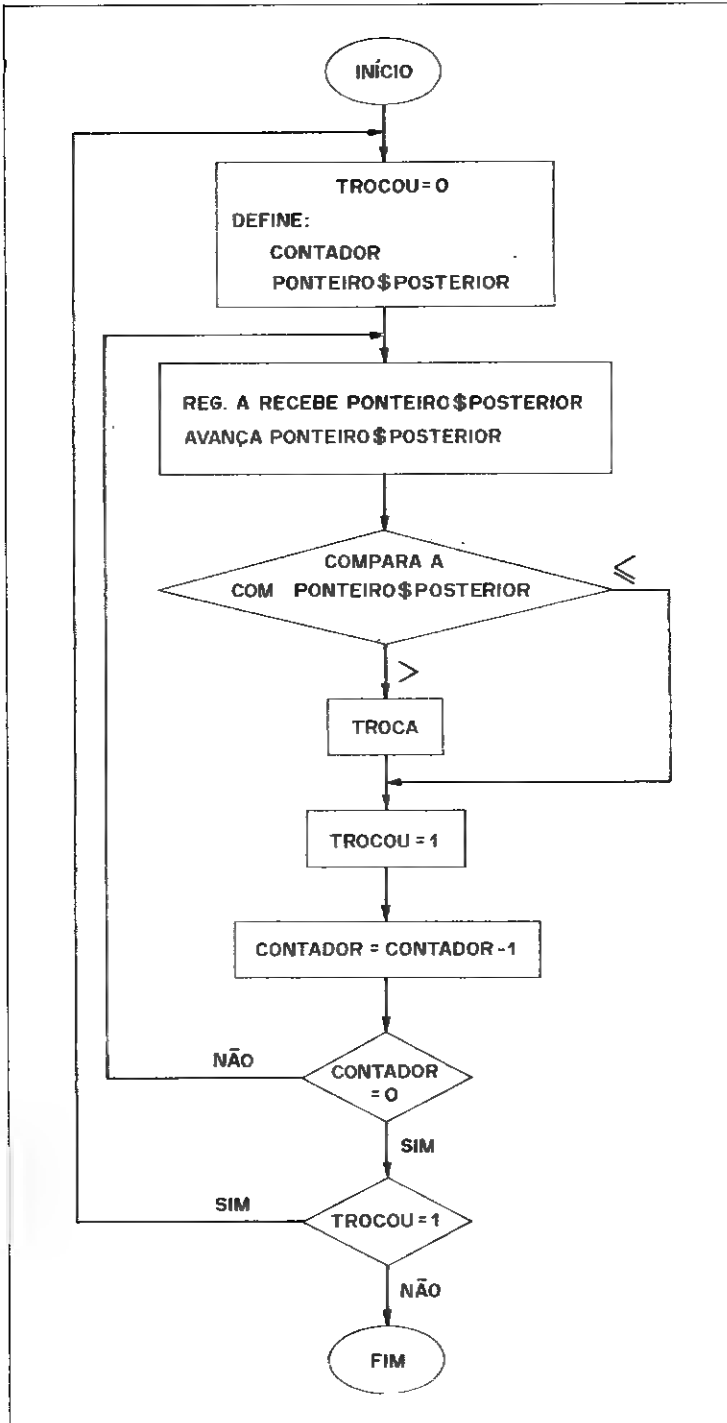 INÍCIO
TROCOU = 0
DEFINE:
CONTADOR
PONTEIRO$POSTERIOR
REG. A RECEBE PONTEIRO$POSTERIOR
AVANÇA PONTEIRO$POSTERIOR
COMPARA A
COM PONTEIRO$POSTERIOR
≤
>
TROCA
TROCOU = 1
CONTADOR = CONTADOR -1
NÃO
CONTADOR
= 0
SIM
SIM
TROCOU = 1
NÃO
FIM